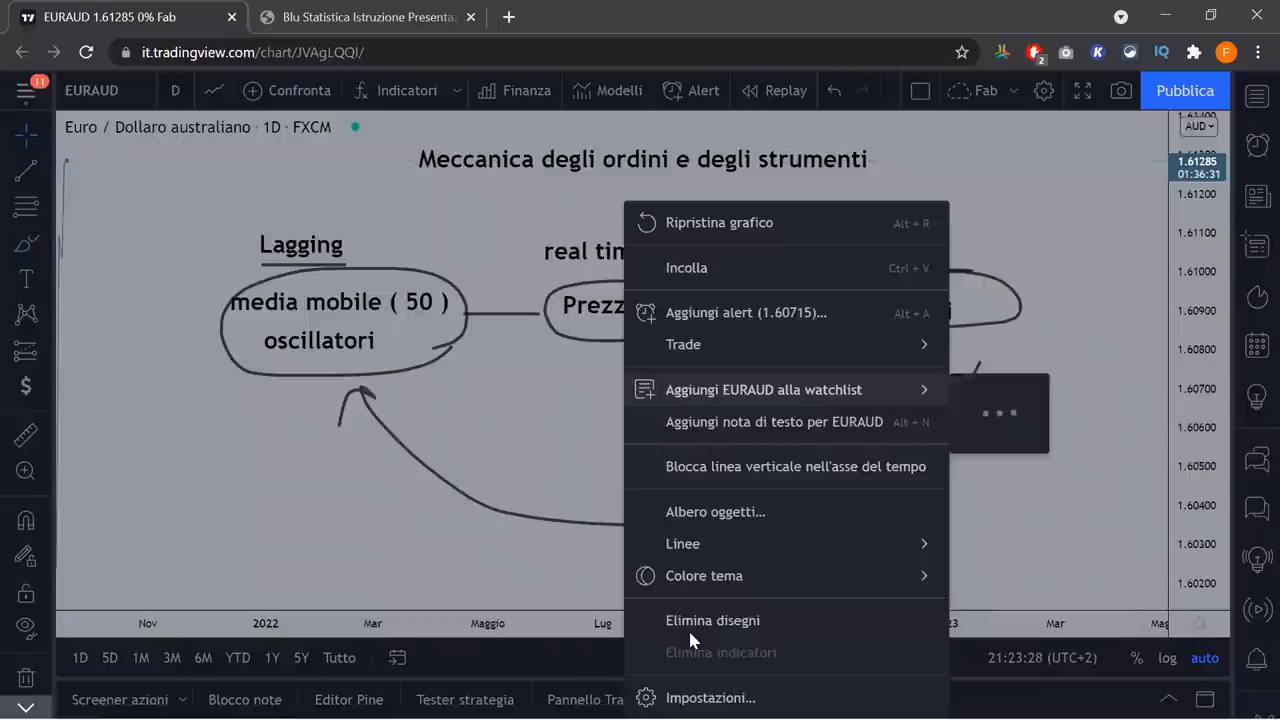 EURAUD 1.61285 0% Fab
Blu Statistica Istruzione Presenta
it.tradingview.com/chart/JVAgLQQl/
2
K
IQ
F
11
EURAUD
D
Confronta
Indicatori
Finanza
Modelli
Alert
Replay
Fab
Pubblica
Euro / Dollaro australiano · 1D · FXCM
AUD
Meccanica degli ordini e degli strumenti
1.61285
01:36:31
1.61200
1.61100
1.61000
1.60900
1.60800
1.60700
1.60600
1.60500
1.60400
1.60300
1.60200
Lagging
media mobile ( 50 )
oscillatori
real tim
Prezz
Ripristina grafico Alt + R
Incolla Ctrl + V
Aggiungi alert (1.60715)... Alt + A
Trade
Aggiungi EURAUD alla watchlist
Aggiungi nota di testo per EURAUD Alt + N
Blocca linea verticale nell'asse del tempo
Albero oggetti...
Linee
Colore tema
Elimina disegni
Elimina indicatori
Impostazioni...
Nov 2022 Mar Maggio Lug 23 Mar Mag
1D 5D 1M 3M 6M YTD 1Y 5Y Tutto
21:23:28 (UTC+2) % log auto
Screener azioni Blocco note Editor Pine Tester strategia Pannello Tra